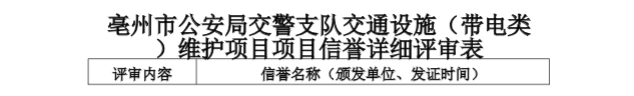 亳州市公安局交警支队交通设施（带电类
）维护项目项目信誉详细评审表
评审内容 信誉名称（颁发单位、发证时间）